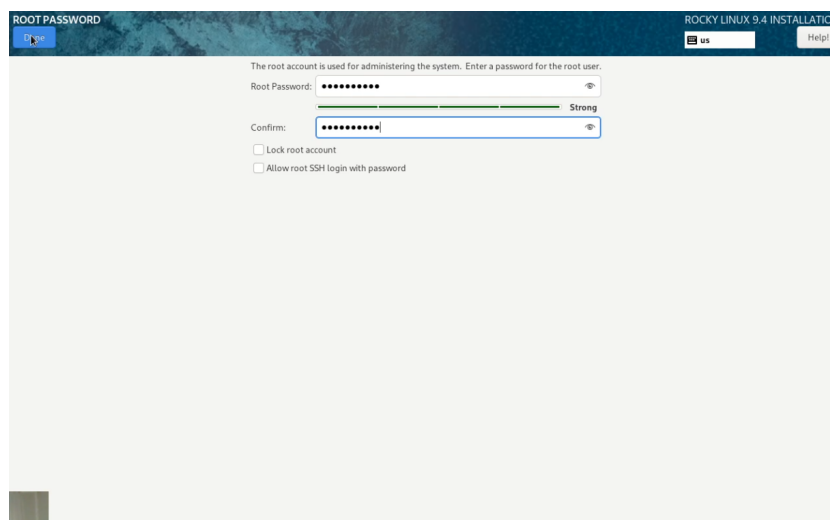 ROOT PASSWORD
ROCKY LINUX 9.4 INSTALLATIO
Done
us
Help!
The root account is used for administering the system. Enter a password for the root user.
Root Password: ●●●●●●●●●●
Strong
Confirm: ●●●●●●●●●●
Lock root account
Allow root SSH login with password